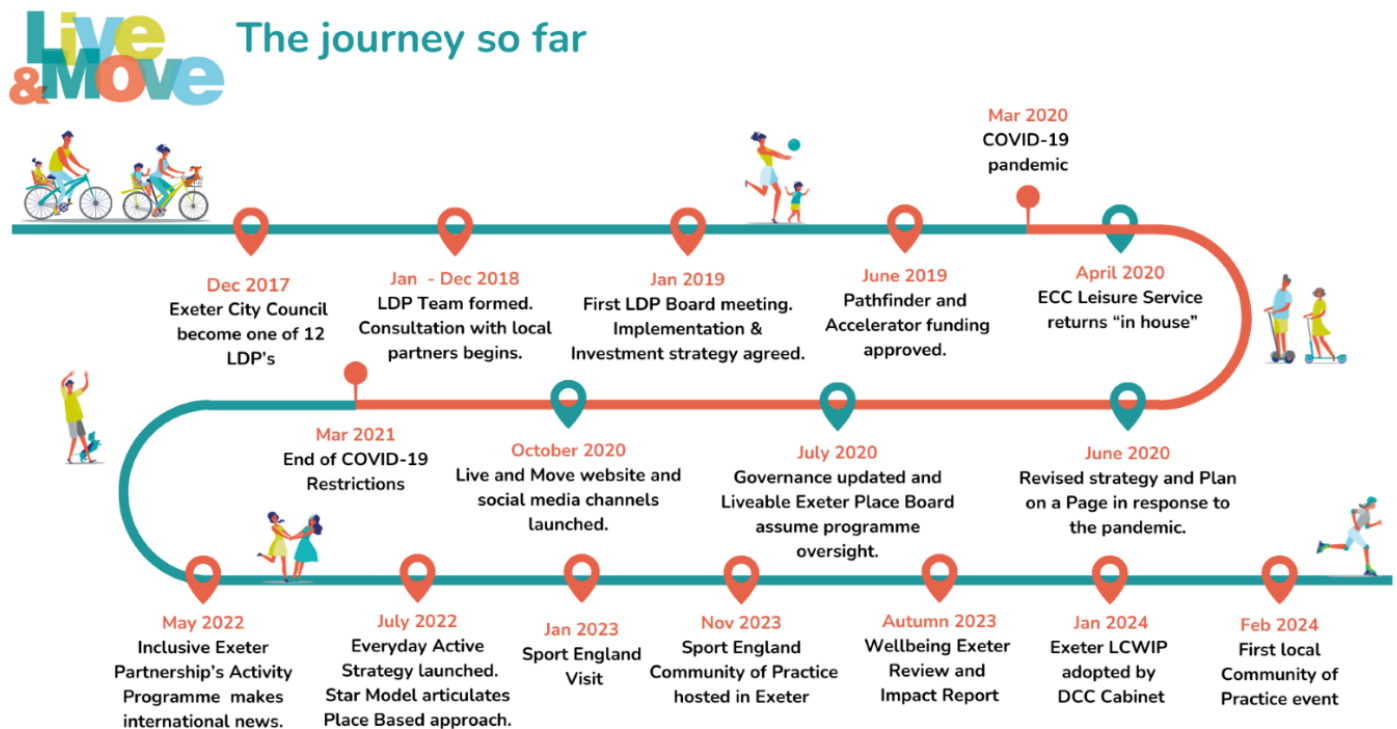 Live
&Move
The journey so far
Mar 2020
COVID-19
pandemic
Dec 2017
Exeter City Council
become one of 12
LDP's
Jan - Dec 2018
LDP Team formed.
Consultation with local
partners begins.
Jan 2019
First LDP Board meeting.
Implementation &
Investment strategy agreed.
June 2019
Pathfinder and
Accelerator funding
approved.
April 2020
ECC Leisure Service
returns “in house”
June 2020
Revised strategy and Plan
on a Page in response to
the pandemic.
July 2020
Governance updated and
Liveable Exeter Place Board
assume programme
oversight.
October 2020
Live and Move website and
social media channels
launched.
Mar 2021
End of COVID-19
Restrictions
May 2022
Inclusive Exeter
Partnership's Activity
Programme makes
international news.
July 2022
Everyday Active
Strategy launched.
Star Model articulates
Place Based approach.
Jan 2023
Sport England
Visit
Nov 2023
Sport England
Community of Practice
hosted in Exeter
Autumn 2023
Wellbeing Exeter
Review and
Impact Report
Jan 2024
Exeter LCWIP
adopted by
DCC Cabinet
Feb 2024
First local
Community of
Practice event